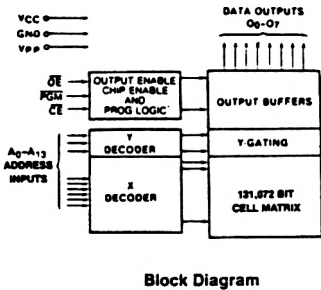 VCC
GND
VPP
DATA OUTPUTS
O0-O7
OE
PGM
CE
OUTPUT ENABLE
CHIP ENABLE
AND
PROG LOGIC
OUTPUT BUFFERS
A0-A13
ADDRESS
INPUTS
Y
DECODER
Y-GATING
X
DECODER
131,072 BIT
CELL MATRIX
Block Diagram